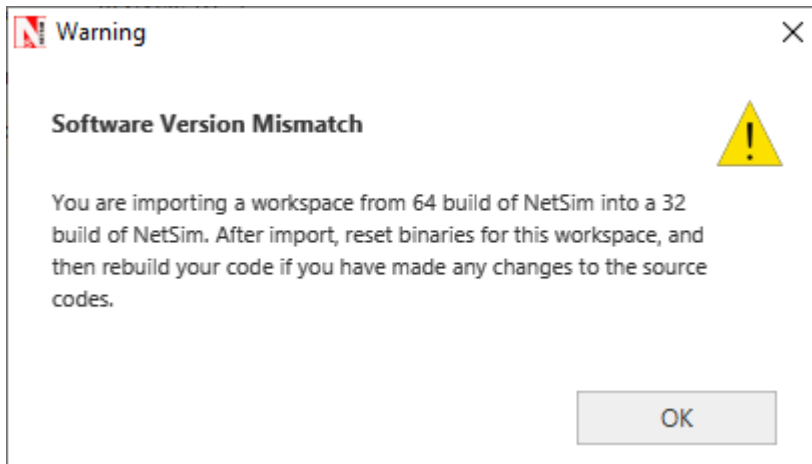 Warning
Software Version Mismatch
You are importing a workspace from 64 build of NetSim into a 32
build of NetSim. After import, reset binaries for this workspace, and
then rebuild your code if you have made any changes to the source
codes.
OK